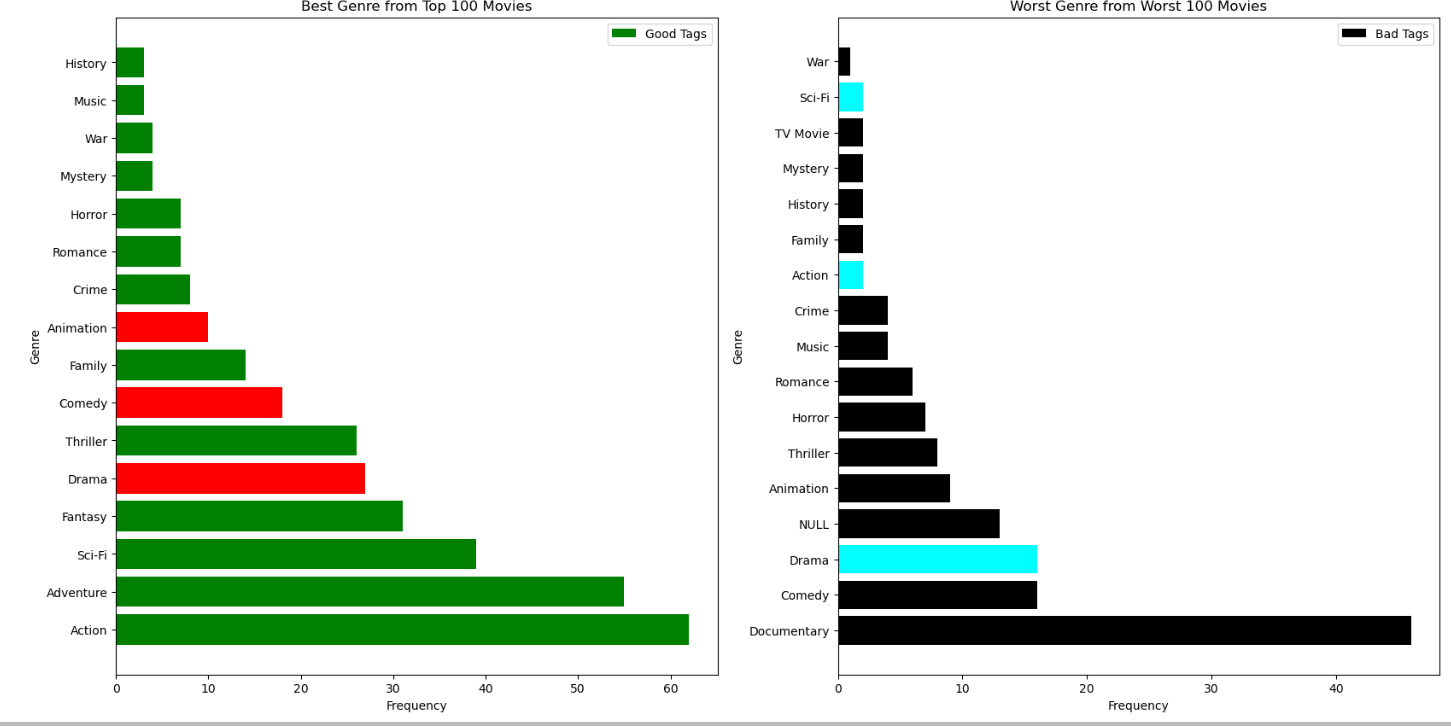 Best Genre from Top 100 Movies
Good Tags
History
Music
War
Mystery
Horror
Romance
Crime
Animation
Family
Comedy
Thriller
Drama
Fantasy
Sci-Fi
Adventure
Action
Genre
0 10 20 30 40 50 60
Frequency
Worst Genre from Worst 100 Movies
Bad Tags
War
Sci-Fi
TV Movie
Mystery
History
Family
Action
Crime
Music
Romance
Horror
Thriller
Animation
NULL
Drama
Comedy
Documentary
Genre
0 10 20 30 40
Frequency